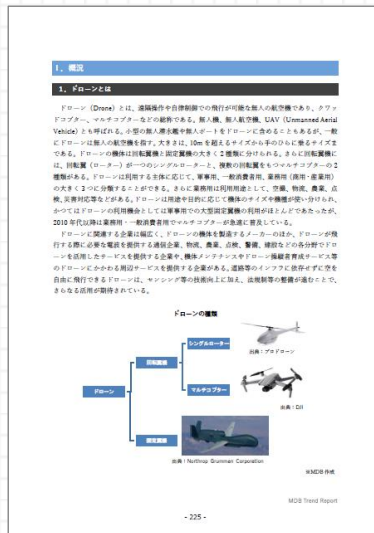 I．概況
1．ドローンとは
ドローン（Drone）とは、遠隔操作や自律制御での飛行が可能な無人の航空機であり、クワッ
ドコプター、マルチコプターなどの総称である。無人機、無人航空機、UAV（Unmanned Aerial
Vehicle）とも呼ばれる。小型の無人潜水艦や無人ボートをドローンに含めることもあるが、一般
にドローンは無人の航空機を指す。大きさは、10mを超えるサイズから手のひらに乗るサイズま
である。ドローンの機体は回転翼機と固定翼機の大きく2種類に分けられる。さらに回転翼機に
は、回転翼（ローター）が一つのシングルローターと、複数の回転翼をもつマルチコプターの2
種類がある。ドローンは利用する主体に応じて、軍事用、一般消費者用、業務用（商用・産業用）
の大きく3つに分類することができる。さらに業務用は利用用途として、空撮、物流、農業、点
検、災害対応等などがある。ドローンは用途や目的に応じて機体のサイズや機種が使い分けられ、
かつてはドローンの利用機会としては軍事用での大型固定翼機の利用がほとんどであったが、
2010年代以降は業務用・一般消費者用でマルチコプターが急速に普及している。
ドローンに関連する企業は幅広く、ドローンの機体を製造するメーカーのほか、ドローンが飛
行する際に必要な電波を提供する通信企業、物流、農業、点検、警備、建設などの各分野でドロ
ーンを活用したサービスを提供する企業や、機体メンテナンスやドローン操縦者育成サービス等
のドローンにかかわる周辺サービスを提供する企業がある。道路等のインフラに依存せずに空を
自由に飛行できるドローンは、センシング等の技術向上に加え、法規制等の整備が進むことで、
さらなる活用が期待されている。
ドローンの種類
ドローン
回転翼機
シングルローター
出典：プロドローン
マルチコプター
出典：DJI
固定翼機
出典：Northrop Grumman Corporation
※MDB作成
MDB Trend Report
- 225 -